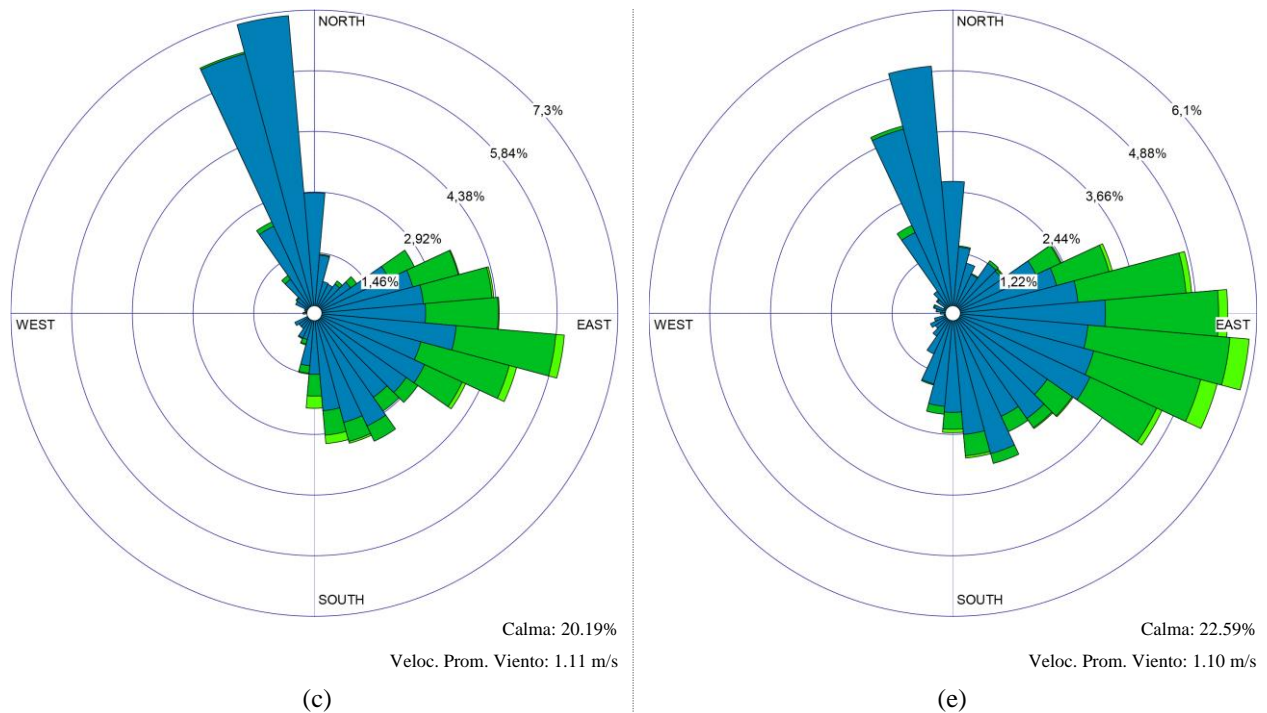 NORTH
7,3%
5,84%
4,38%
2,92%
1,46%
WEST
EAST
SOUTH
Calma: 20.19%
Veloc. Prom. Viento: 1.11 m/s
(c)
NORTH
6,1%
4,88%
3,66%
2,44%
1,22%
WEST
EAST
SOUTH
Calma: 22.59%
Veloc. Prom. Viento: 1.10 m/s
(e)